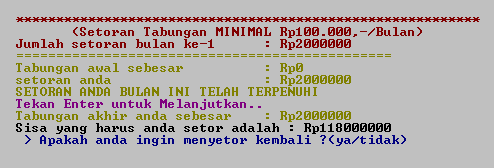 ************************************************************
(Setoran Tabungan MINIMAL Rp100.000,-/Bulan)
Jumlah setoran bulan ke-1 : Rp2000000
================================================
Tabungan awal sebesar : Rp0
setoran anda : Rp2000000
SETORAN ANDA BULAN INI TELAH TERPENUHI
Tekan Enter untuk Melanjutkan..
Tabungan akhir anda sebesar : Rp2000000
Sisa yang harus anda setor adalah : Rp118000000
> Apakah anda ingin menyetor kembali ?(ya/tidak)